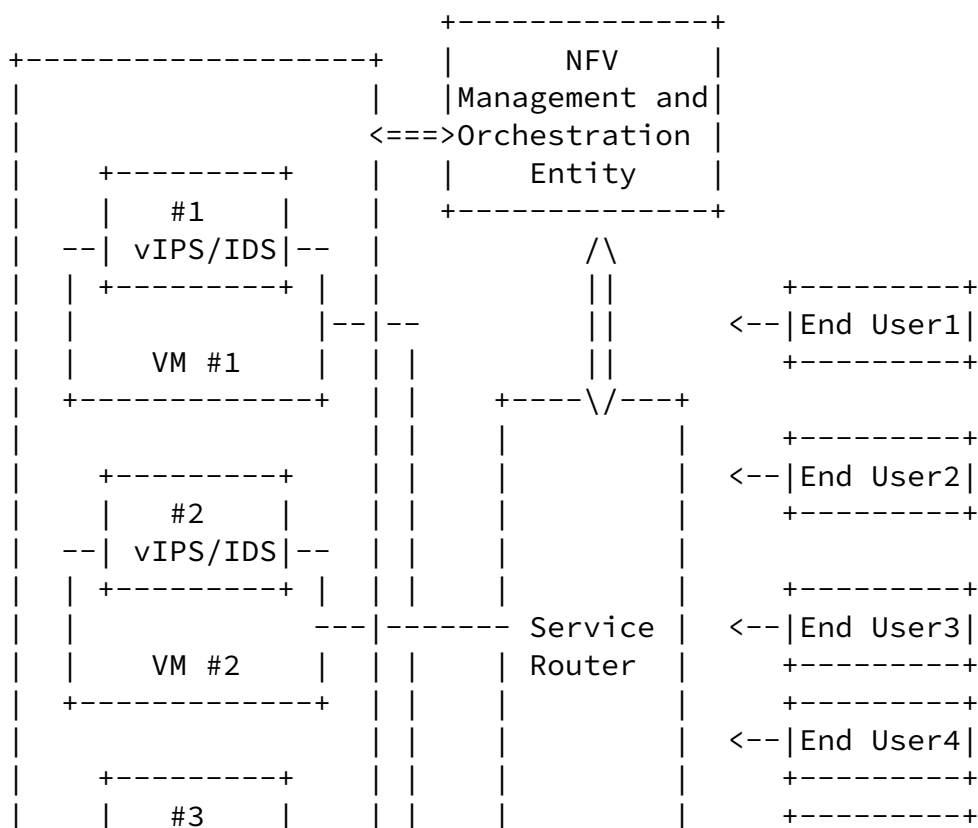 +--------------+
+-------------------+  |      NFV     |
|                   |  |Management and|
|                   <===>Orchestration |
|    +---------+    |  |    Entity    |
|    |   #1    |    |  +--------------+
|  --| vIPS/IDS|--  |          /\
|  | +---------+ |  |          ||         +---------+
|  |             |--|--        ||      <--|End User1|
|  |    VM #1    |  | |        ||         +---------+
|  +-------------+  | |   +----\/---+
|                   | |   |         |     +---------+
|    +---------+    | |   |         |  <--|End User2|
|    |   #2    |    | |   |         |     +---------+
|  --| vIPS/IDS|--  | |   |         |
|  | +---------+ |  | |   |         |     +---------+
|  |             ---|------- Service |  <--|End User3|
|  |    VM #2    |  | |   | Router  |     +---------+
|  +-------------+  | |   |         |     +---------+
|                   | |   |         |  <--|End User4|
|    +---------+    | |   |         |     +---------+
|    |   #3    |    | |   |         |     +---------+